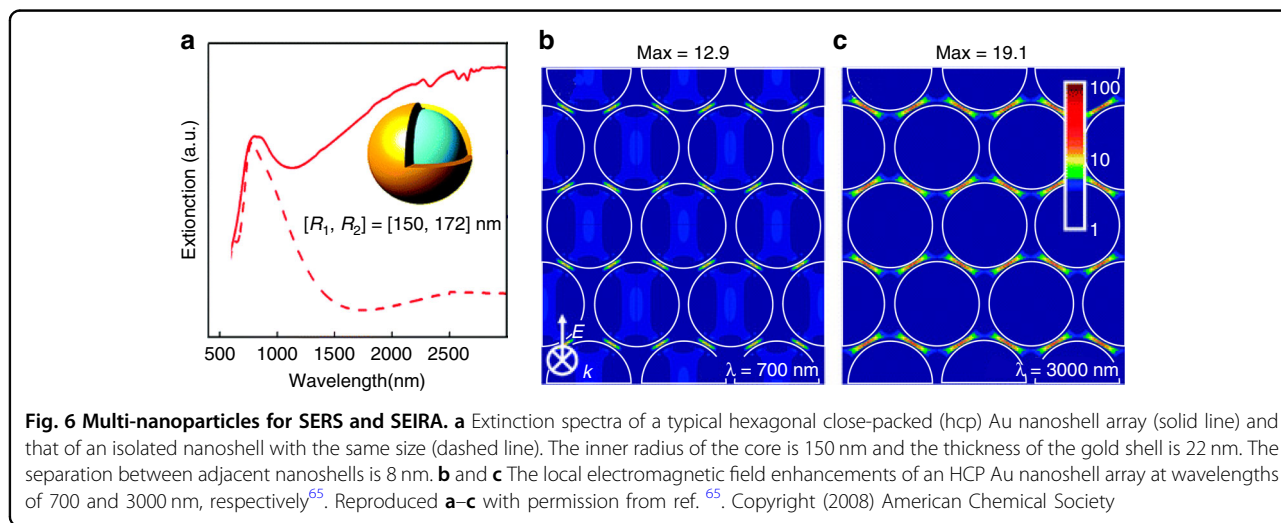 a
Extionction (a.u.)
[R1, R2] = [150, 172] nm
500 1000 1500 2000 2500
Wavelength(nm)
b
Max = 12.9
E
k
λ = 700 nm
c
Max = 19.1
100
10
1
λ = 3000 nm
Fig. 6 Multi-nanoparticles for SERS and SEIRA. a Extinction spectra of a typical hexagonal close-packed (hcp) Au nanoshell array (solid line) and
that of an isolated nanoshell with the same size (dashed line). The inner radius of the core is 150 nm and the thickness of the gold shell is 22 nm. The
separation between adjacent nanoshells is 8 nm. b and c The local electromagnetic field enhancements of an HCP Au nanoshell array at wavelengths
of 700 and 3000 nm, respectively65. Reproduced a–c with permission from ref. 65. Copyright (2008) American Chemical Society